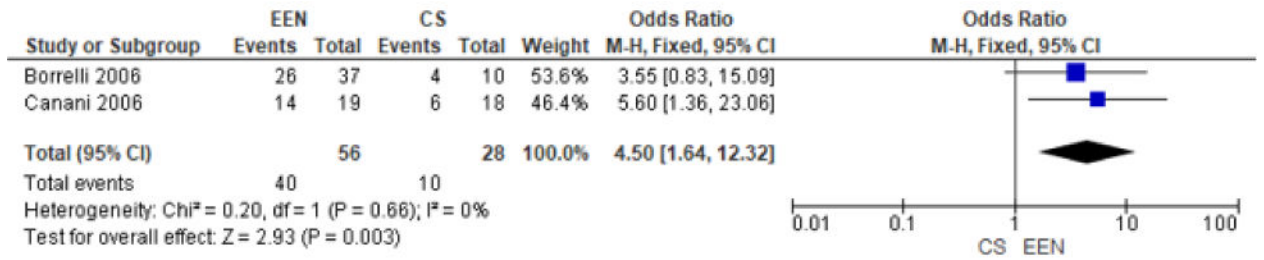 EEN CS Odds Ratio Odds Ratio
Study or Subgroup Events Total Events Total Weight M-H, Fixed, 95% CI M-H, Fixed, 95% CI
Borrelli 2006 26 37 4 10 53.6% 3.55 [0.83, 15.09]
Canani 2006 14 19 6 18 46.4% 5.60 [1.36, 23.06]
Total (95% CI) 56 28 100.0% 4.50 [1.64, 12.32]
Total events 40 10
Heterogeneity: Chi² = 0.20, df = 1 (P = 0.66); I² = 0%
Test for overall effect: Z = 2.93 (P = 0.003)
0.01 0.1 1 10 100
CS EEN